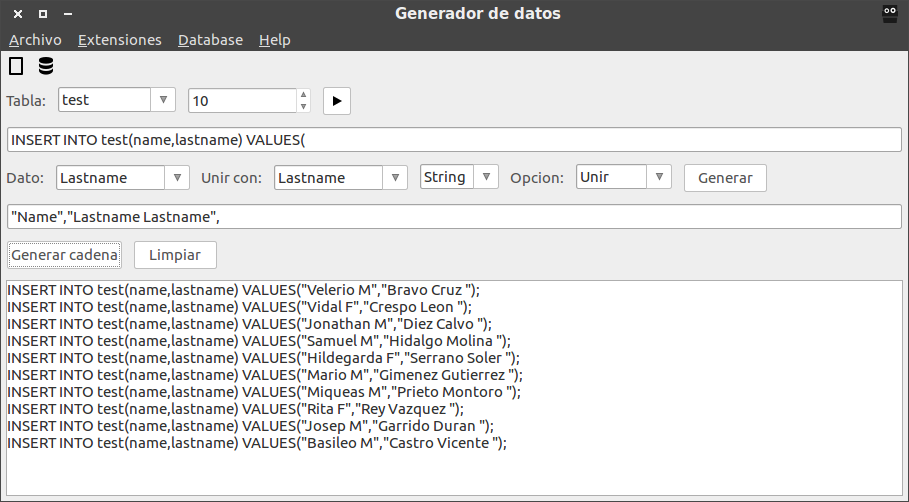 Generador de datos
Archivo Extensiones Database Help
Tabla: test 10
INSERT INTO test(name,lastname) VALUES(
Dato: Lastname Unir con: Lastname String Opcion: Unir Generar
"Name","Lastname Lastname",
Generar cadena Limpiar
INSERT INTO test(name,lastname) VALUES("Velerio M","Bravo Cruz ");
INSERT INTO test(name,lastname) VALUES("Vidal F","Crespo Leon ");
INSERT INTO test(name,lastname) VALUES("Jonathan M","Diez Calvo ");
INSERT INTO test(name,lastname) VALUES("Samuel M","Hidalgo Molina ");
INSERT INTO test(name,lastname) VALUES("Hildegarda F","Serrano Soler ");
INSERT INTO test(name,lastname) VALUES("Mario M","Gimenez Gutierrez ");
INSERT INTO test(name,lastname) VALUES("Miqueas M","Prieto Montoro ");
INSERT INTO test(name,lastname) VALUES("Rita F","Rey Vazquez ");
INSERT INTO test(name,lastname) VALUES("Josep M","Garrido Duran ");
INSERT INTO test(name,lastname) VALUES("Basileo M","Castro Vicente ");